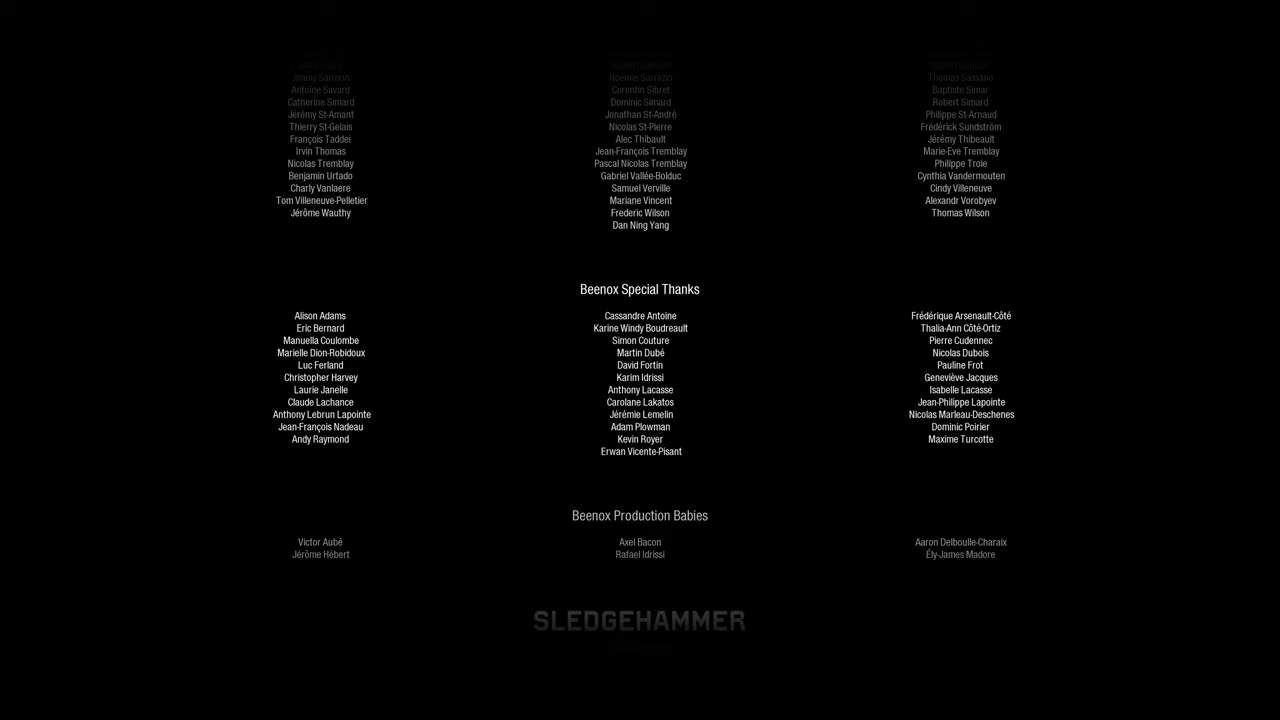 Jimmy Samson Noémie Sarrazin Thomas Sassano
Antoine Savard Corentin Sibret Baptiste Simar
Catherine Simard Dominic Simard Robert Simard
Jérémy St-Amant Jonathan St-André Philippe St-Arnaud
Thierry St-Gelais Nicolas St-Pierre Frédérick Sundström
François Taddei Alec Thibault Jérémy Thibeault
Irvin Thomas Jean-François Tremblay Marie-Eve Tremblay
Nicolas Tremblay Pascal Nicolas Tremblay Philippe Troie
Benjamin Urtado Gabriel Vallée-Bolduc Cynthia Vandermouten
Charly Vanlaere Samuel Verville Cindy Villeneuve
Tom Villeneuve-Pelletier Mariane Vincent Alexandr Vorobyev
Jérôme Wauthy Frederic Wilson Thomas Wilson
Dan Ning Yang
Beenox Special Thanks
Alison Adams Cassandre Antoine Frédérique Arsenault-Côté
Eric Bernard Karine Windy Boudreault Thalia-Ann Côté-Ortiz
Manuella Coulombe Simon Couture Pierre Cudennec
Marielle Dion-Robidoux Martin Dubé Nicolas Dubois
Luc Ferland David Fortin Pauline Frot
Christopher Harvey Karim Idrissi Geneviève Jacques
Laurie Janelle Anthony Lacasse Isabelle Lacasse
Claude Lachance Carolane Lakatos Jean-Philippe Lapointe
Anthony Lebrun Lapointe Jérémie Lemelin Nicolas Marleau-Deschenes
Jean-François Nadeau Adam Plowman Dominic Poirier
Andy Raymond Kevin Royer Maxime Turcotte
Erwan Vicente-Pisant
Beenox Production Babies
Victor Aubé Axel Bacon Aaron Delboulle-Charaix
Jérôme Hébert Rafael Idrissi Ély-James Madore
SLEDGEHAMMER